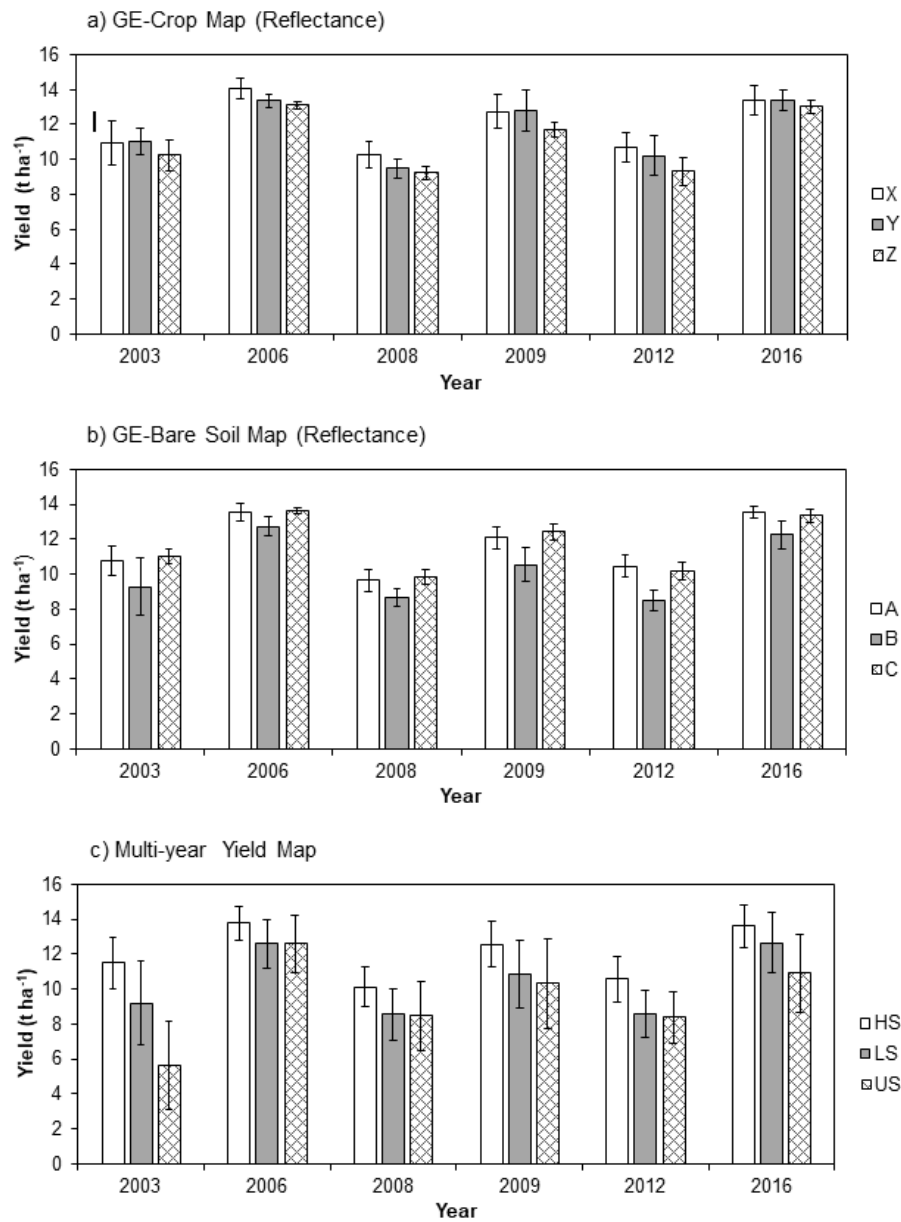 a) GE-Crop Map (Reflectance)
16
14
12
10
8
6
4
2
0
Yield (t ha⁻¹)
2003 2006 2008 2009 2012 2016
Year
X
Y
Z
b) GE-Bare Soil Map (Reflectance)
16
14
12
10
8
6
4
2
0
Yield (t ha⁻¹)
2003 2006 2008 2009 2012 2016
Year
A
B
C
c) Multi-year Yield Map
16
14
12
10
8
6
4
2
0
Yield (t ha⁻¹)
2003 2006 2008 2009 2012 2016
Year
HS
LS
US